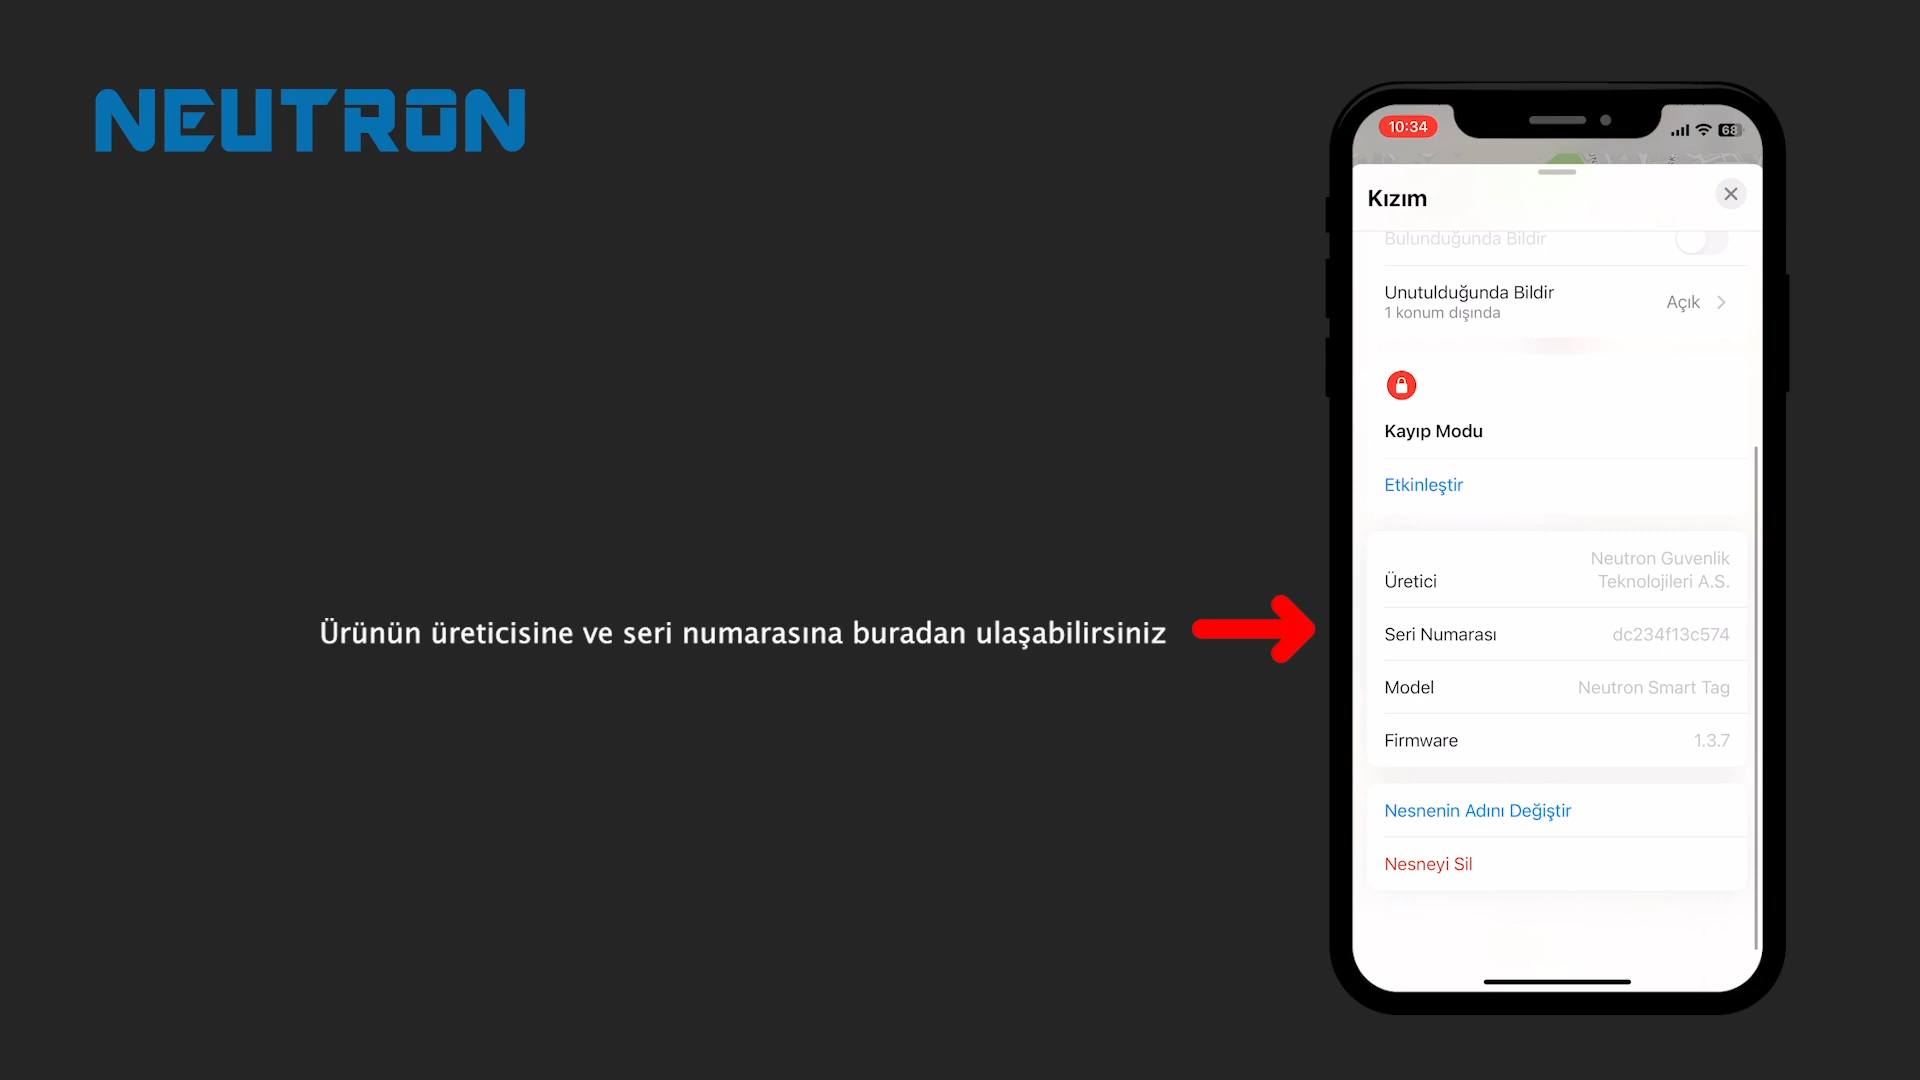 NEUTRON
10:34
68
Kızım
Bulunduğunda Bildir
Unutulduğunda Bildir
1 konum dışında
Açık
Kayıp Modu
Etkinleştir
Üretici
Neutron Guvenlik
Teknolojileri A.S.
Ürünün üreticisine ve seri numarasına buradan ulaşabilirsiniz
Seri Numarası
dc234f13c574
Model
Neutron Smart Tag
Firmware
1.3.7
Nesnenin Adını Değiştir
Nesneyi Sil